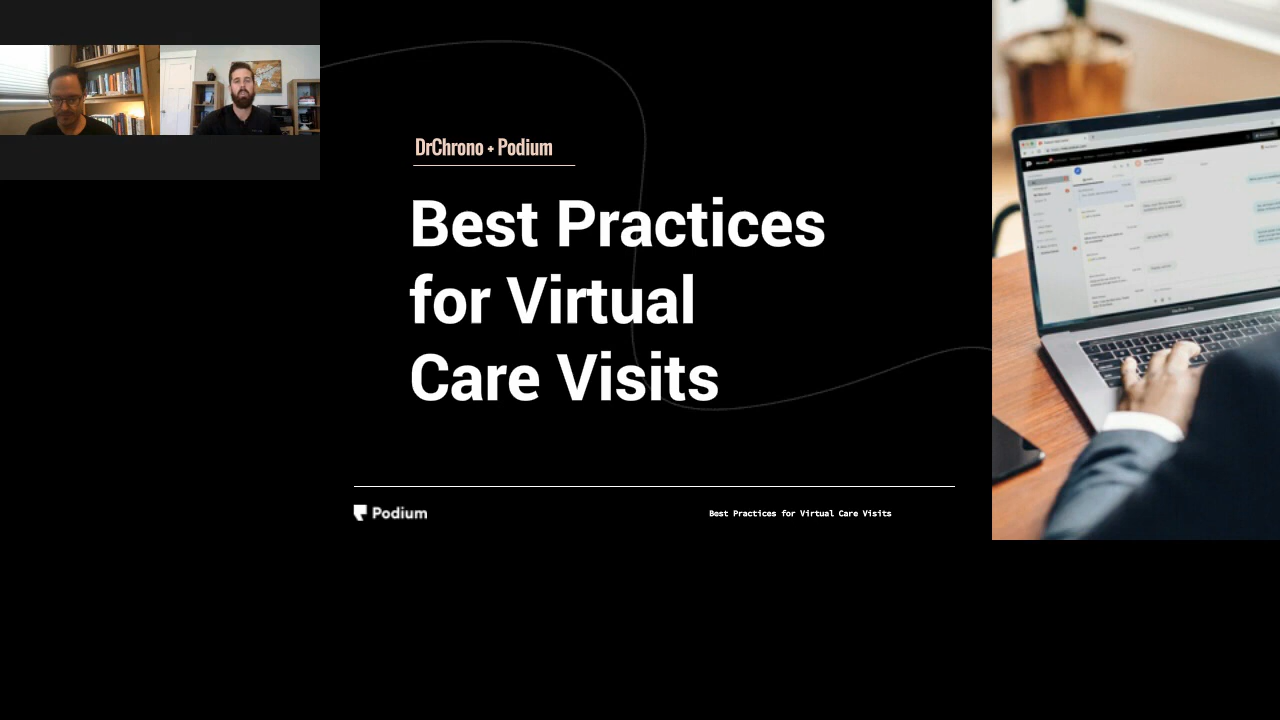 DrChrono + Podium
Best Practices
for Virtual
Care Visits
Podium
Best Practices for Virtual Care Visits